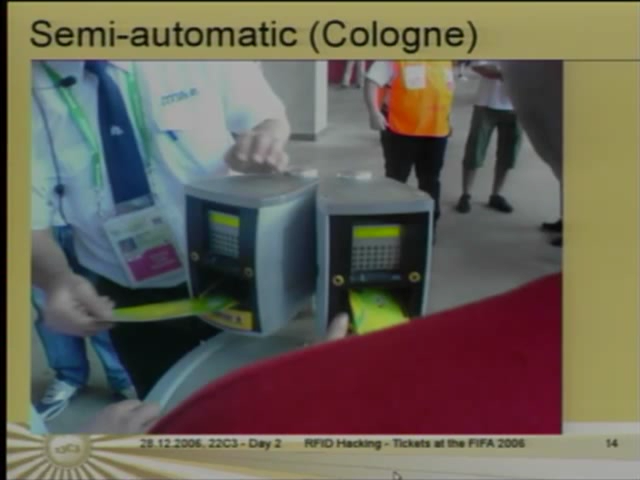 Semi-automatic (Cologne)
28.12.2006, 22C3 - Day 2 RFID Hacking - Tickets at the FIFA 2006 14